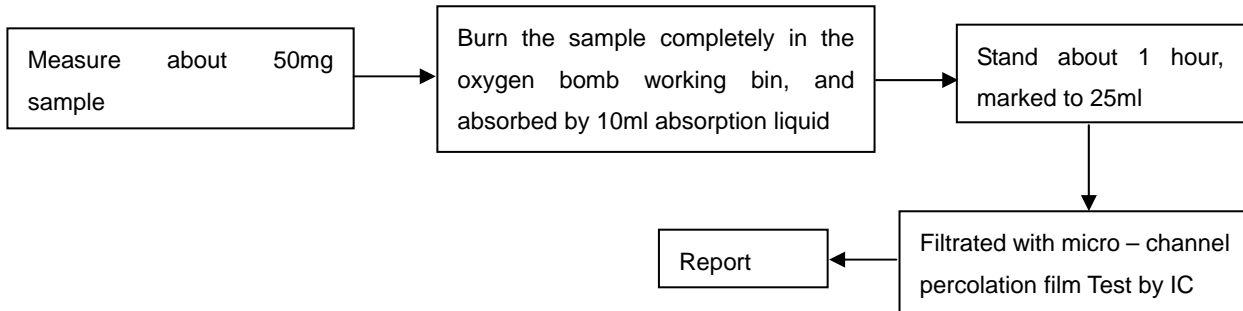 Measure about 50mg
sample
Burn the sample completely in the
oxygen bomb working bin, and
absorbed by 10ml absorption liquid
Stand about 1 hour,
marked to 25ml
Filtrated with micro – channel
percolation film Test by IC
Report